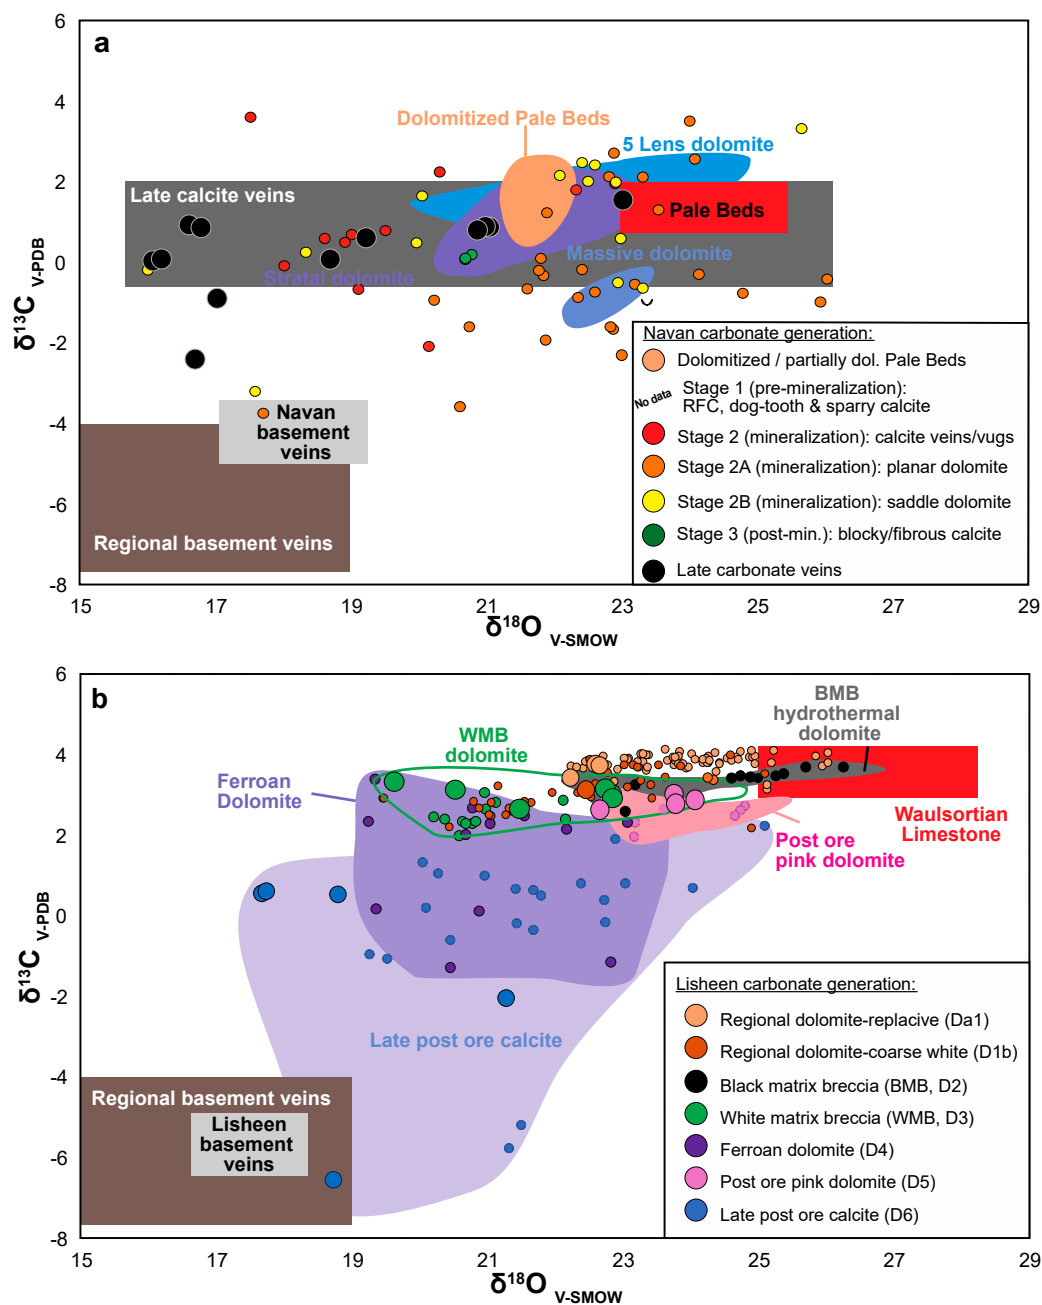 6
a
4
Dolomitized Pale Beds
5 Lens dolomite
2
Late calcite veins
Pale Beds
0
Massive dolomite
Stratal dolomite
δ13C V-PDB
-2
Navan carbonate generation:
Dolomitized / partially dol. Pale Beds
No data
Stage 1 (pre-mineralization):
RFC, dog-tooth & sparry calcite
-4
Navan
basement
veins
Stage 2 (mineralization): calcite veins/vugs
Stage 2A (mineralization): planar dolomite
-6
Stage 2B (mineralization): saddle dolomite
Regional basement veins
Stage 3 (post-min.): blocky/fibrous calcite
Late carbonate veins
-8
15 17 19 21 23 25 27 29
δ18O V-SMOW
6
b
BMB
hydrothermal
dolomite
WMB
dolomite
4
Ferroan
Dolomite
Waulsortian
Limestone
2
Post ore
pink dolomite
0
δ13C V-PDB
-2
Lisheen carbonate generation:
Regional dolomite-replacive (Da1)
Late post ore calcite
Regional dolomite-coarse white (D1b)
-4
Regional basement veins
Black matrix breccia (BMB, D2)
Lisheen
basement
veins
White matrix breccia (WMB, D3)
Ferroan dolomite (D4)
-6
Post ore pink dolomite (D5)
Late post ore calcite (D6)
-8
15 17 19 21 23 25 27 29
δ18O V-SMOW